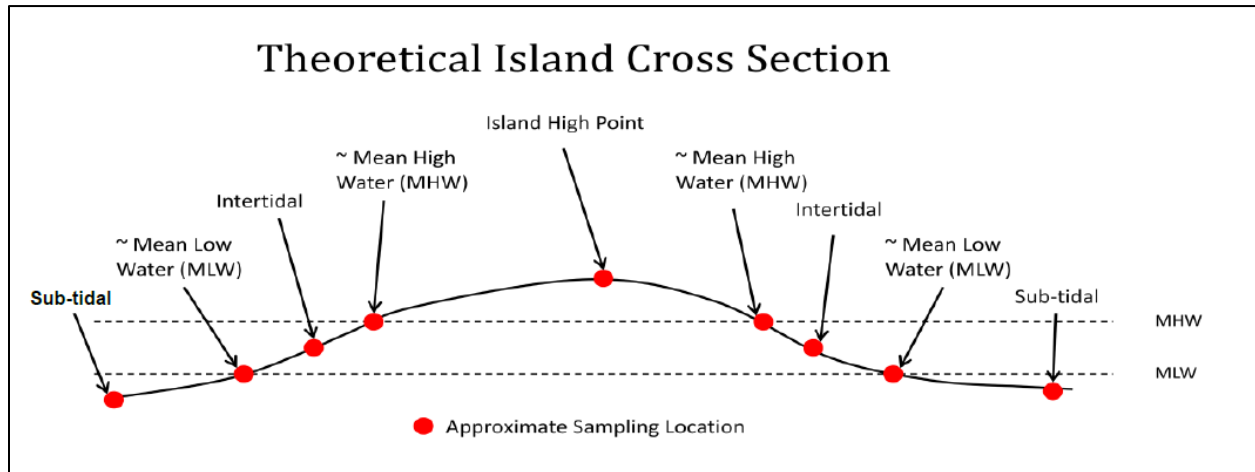 Theoretical Island Cross Section
Island High Point
~ Mean High
Water (MHW)
~ Mean High
Water (MHW)
Intertidal
Intertidal
~ Mean Low
Water (MLW)
~ Mean Low
Water (MLW)
Sub-tidal
Sub-tidal
MHW
MLW
Approximate Sampling Location